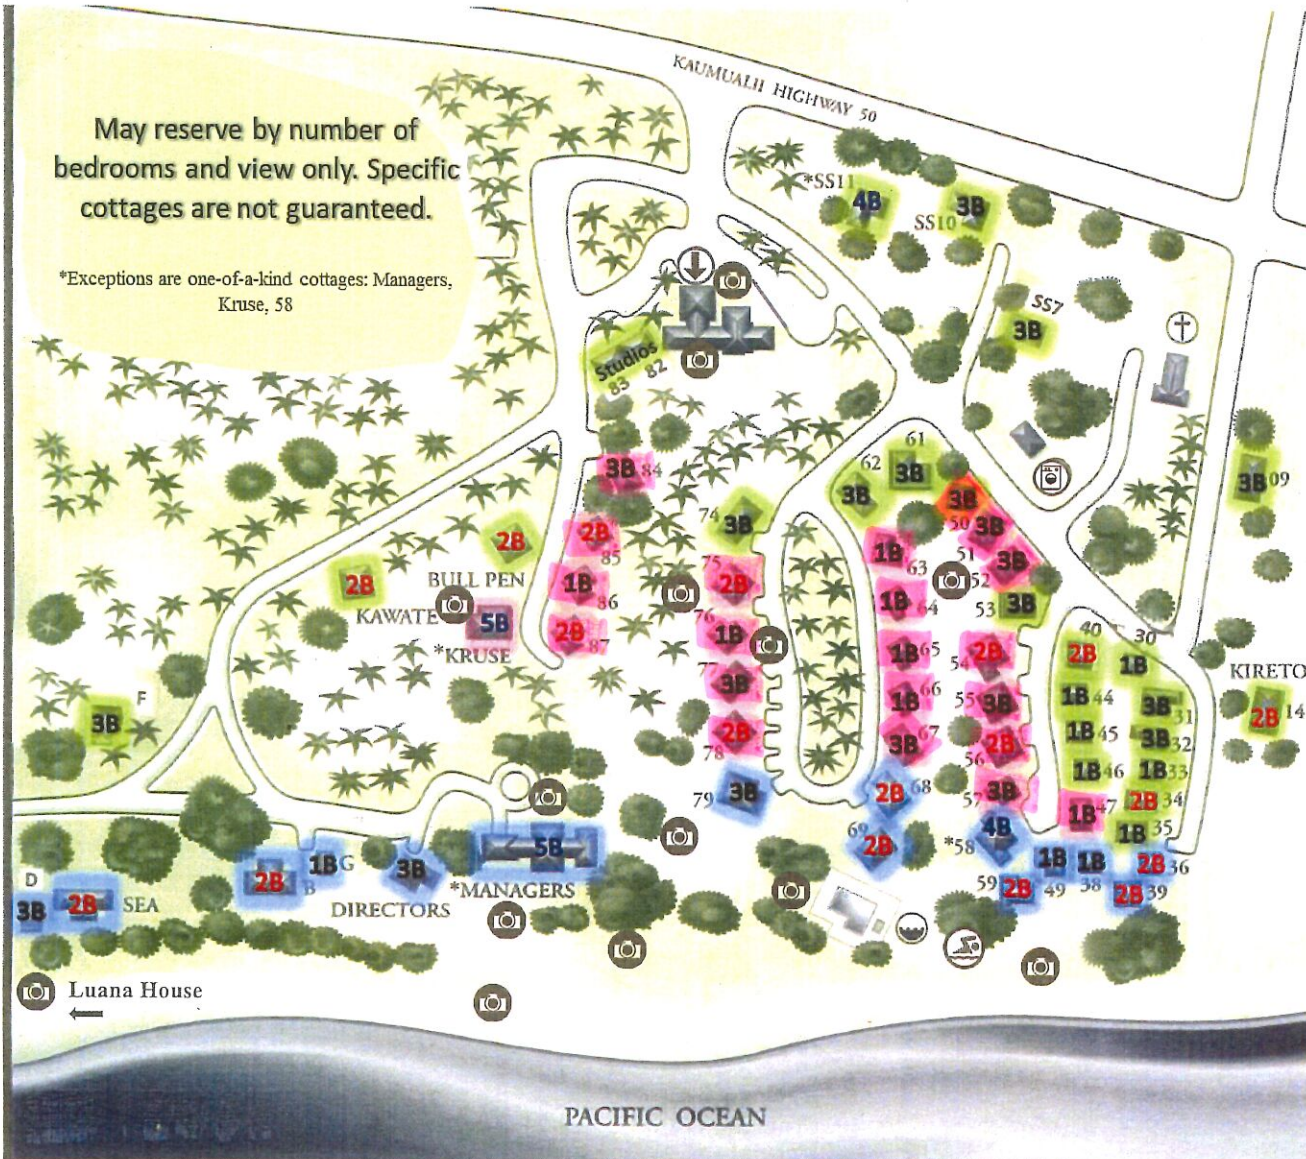 KAUMUALII HIGHWAY 50
May reserve by number of
bedrooms and view only. Specific
cottages are not guaranteed.
*Exceptions are one-of-a-kind cottages: Managers,
Kruse, 58
*SS11
4B
SS10
3B
SS7
3B
Studios
83 82
3B 84
61
62
3B
3B
3B
50
3B
51
3B
52
3B
53
3B 09
74
3B
2B
85
2B
BULL PEN
2B
KAWATE
1B
86
5B
*KRUSE
2B
87
75
2B
76
1B
77
3B
2B
78
79
3B
1B
63
1B
64
1B 65
1B 66
3B 67
2B 68
69
2B
2B
54
55
3B
2B
56
57
3B
*58
4B
59
2B
1B
49
1B
38
40
2B
30
1B
1B 44
1B 45
1B 46
1B 47
3B
31
3B 32
1B 33
2B 34
1B 35
2B 36
2B 39
KIRETO
2B 14
F
3B
D
3B
2B
SEA
2B
B
1B G
3B
DIRECTORS
5B
*MANAGERS
Luana House
PACIFIC OCEAN